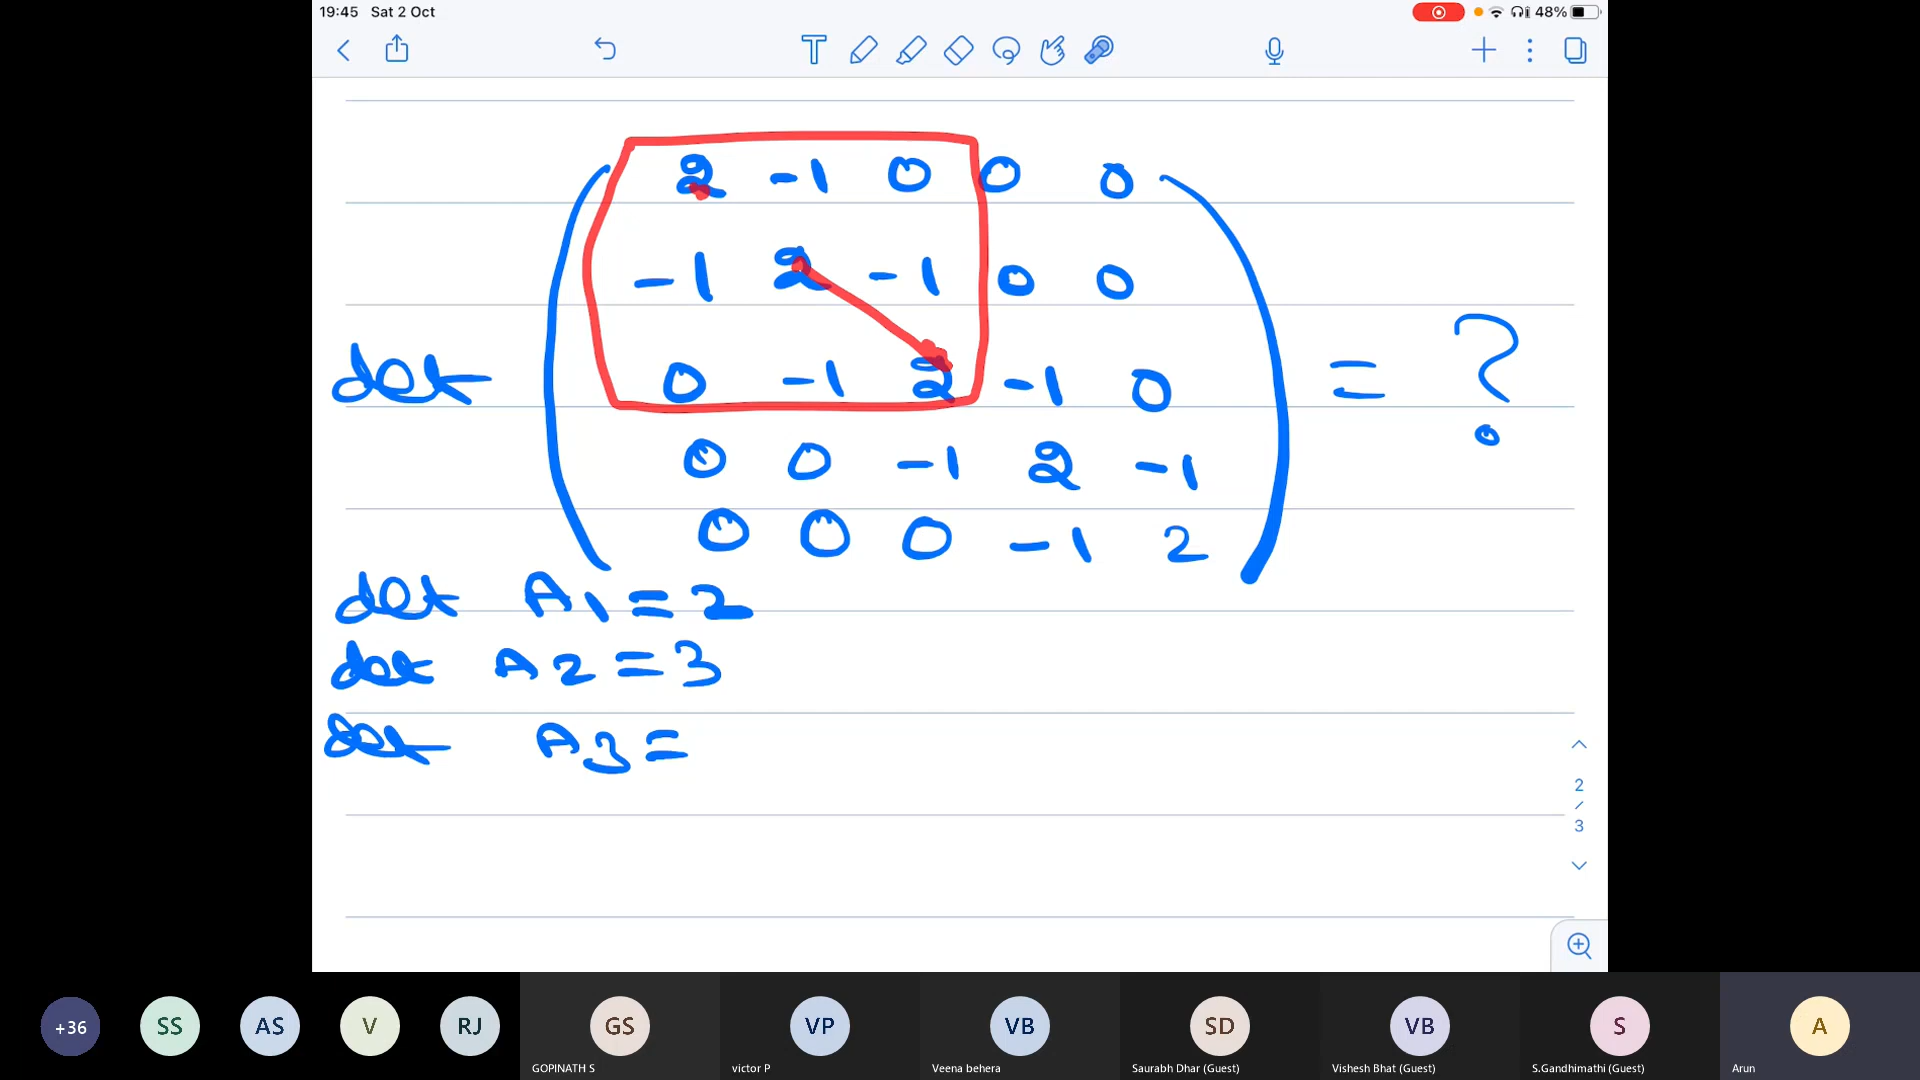 19:45 Sat 2 Oct
48%
T
2 -1 0 0 0
-1 2 -1 0 0
det 0 -1 2 -1 0 = ?
0 0 -1 2 -1
0 0 0 -1 2
det A1 = 2
det A2 = 3
det A3 =
2
/
3
+36 SS AS V RJ GS VP VB SD VB S A
GOPINATH S victor P Veena behera Saurabh Dhar (Guest) Vishesh Bhat (Guest) S.Gandhimathi (Guest) Arun